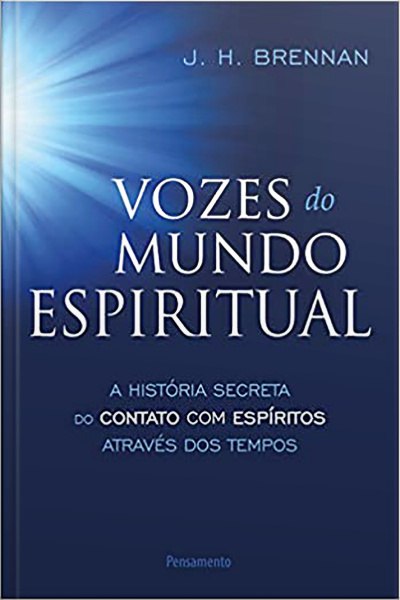 J. H. BRENNAN
VOZES do
MUNDO
ESPIRITUAL
A HISTÓRIA SECRETA
DO CONTATO COM ESPÍRITOS
ATRAVÉS DOS TEMPOS
Pensamento